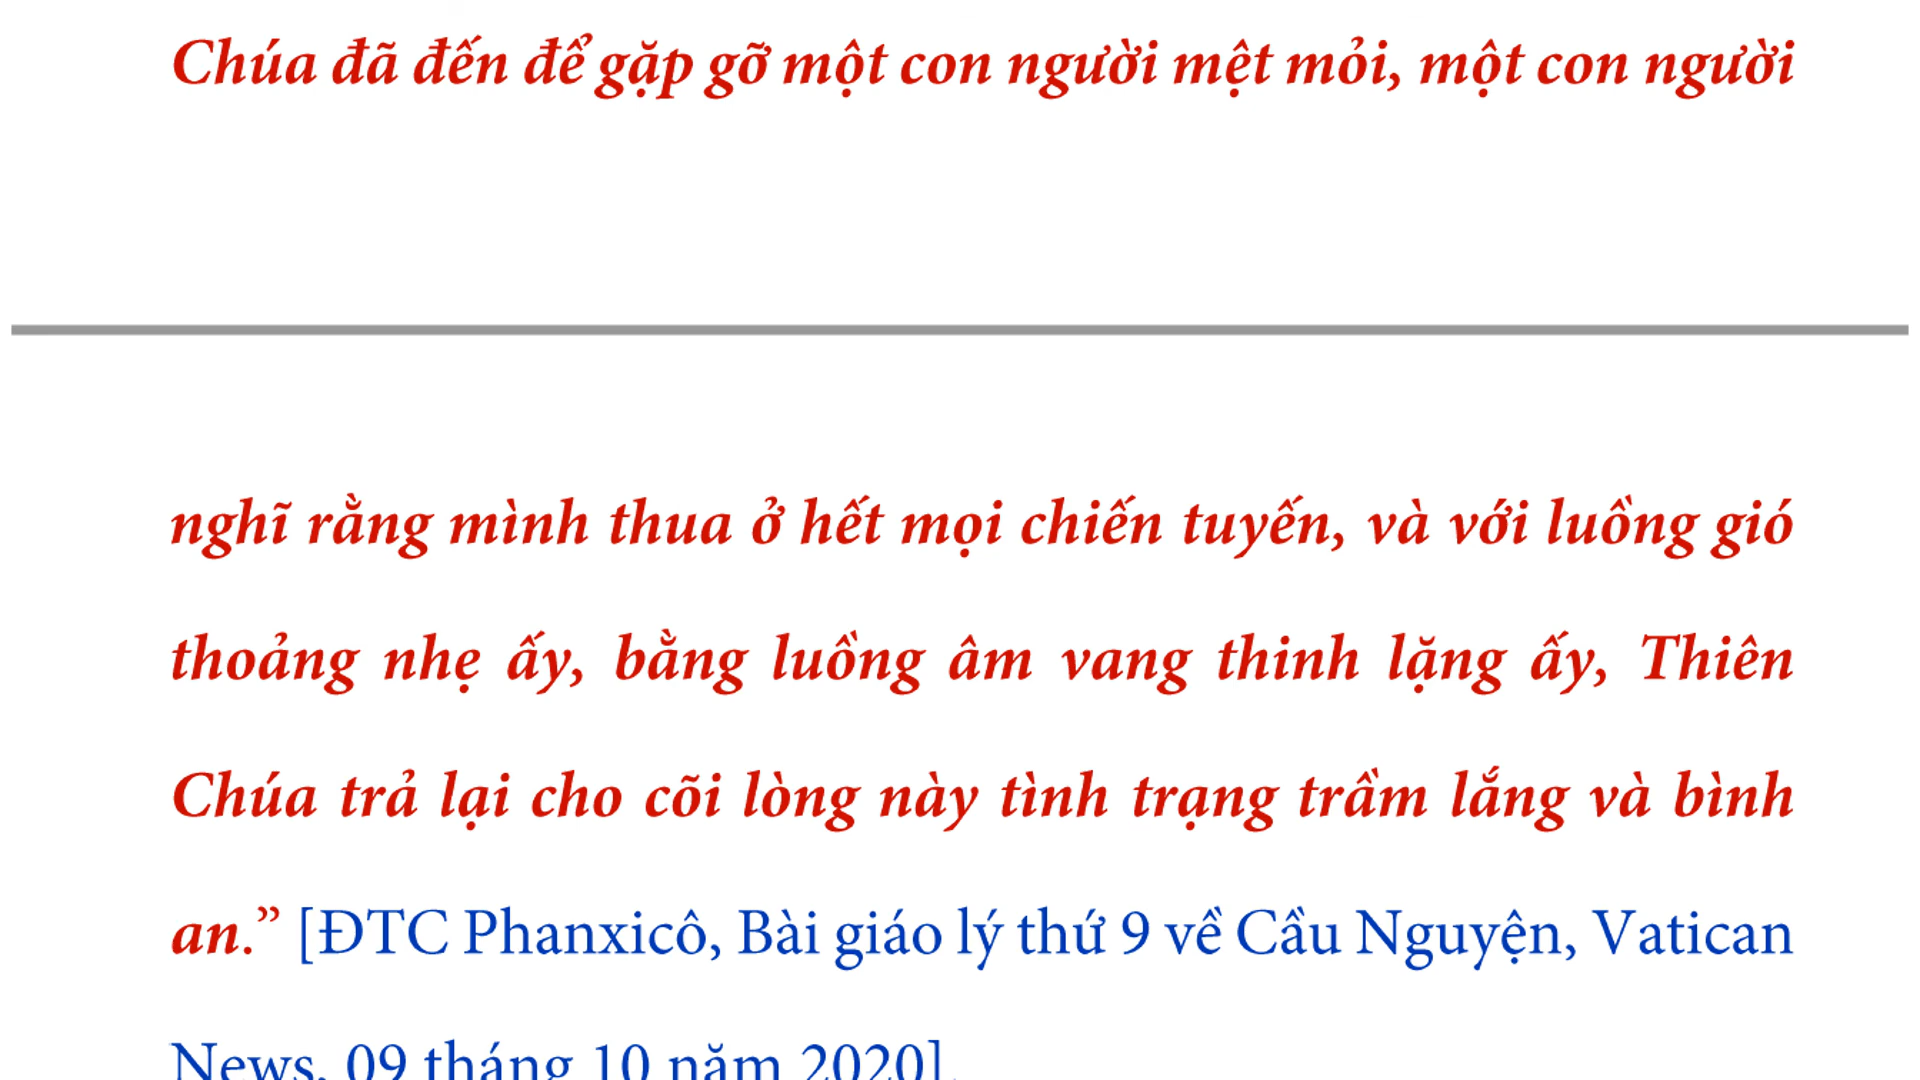 Chúa đã đến để gặp gỡ một con người mệt mỏi, một con người
nghĩ rằng mình thua ở hết mọi chiến tuyến, và với luồng gió
thoảng nhẹ ấy, bằng luồng âm vang thinh lặng ấy, Thiên
Chúa trả lại cho cõi lòng này tình trạng trầm lắng và bình
an.” [ĐTC Phanxicô, Bài giáo lý thứ 9 về Cầu Nguyện, Vatican
News, 09 tháng 10 năm 2020].